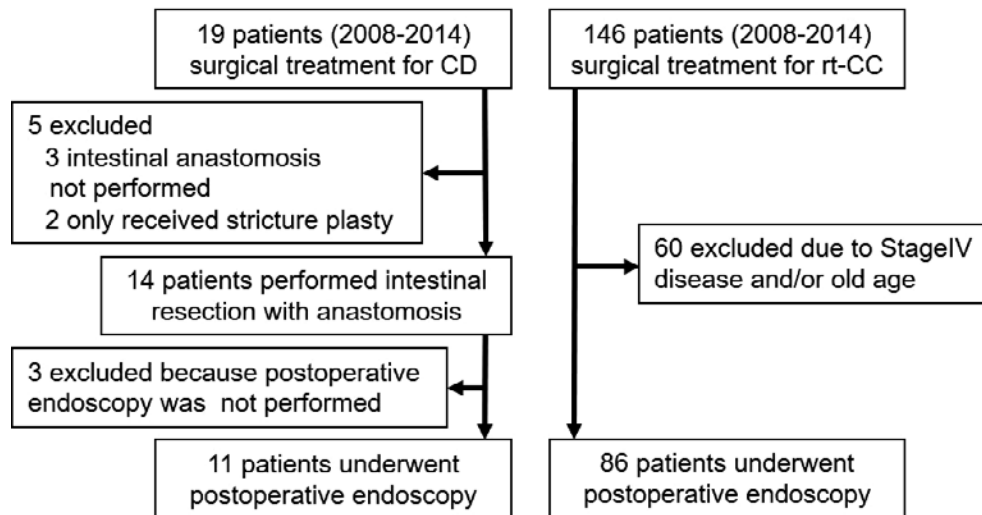 19 patients (2008-2014)
surgical treatment for CD
5 excluded
3 intestinal anastomosis
not performed
2 only received stricture plasty
14 patients performed intestinal
resection with anastomosis
3 excluded because postoperative
endoscopy was not performed
11 patients underwent
postoperative endoscopy
146 patients (2008-2014)
surgical treatment for rt-CC
60 excluded due to StageIV
disease and/or old age
86 patients underwent
postoperative endoscopy